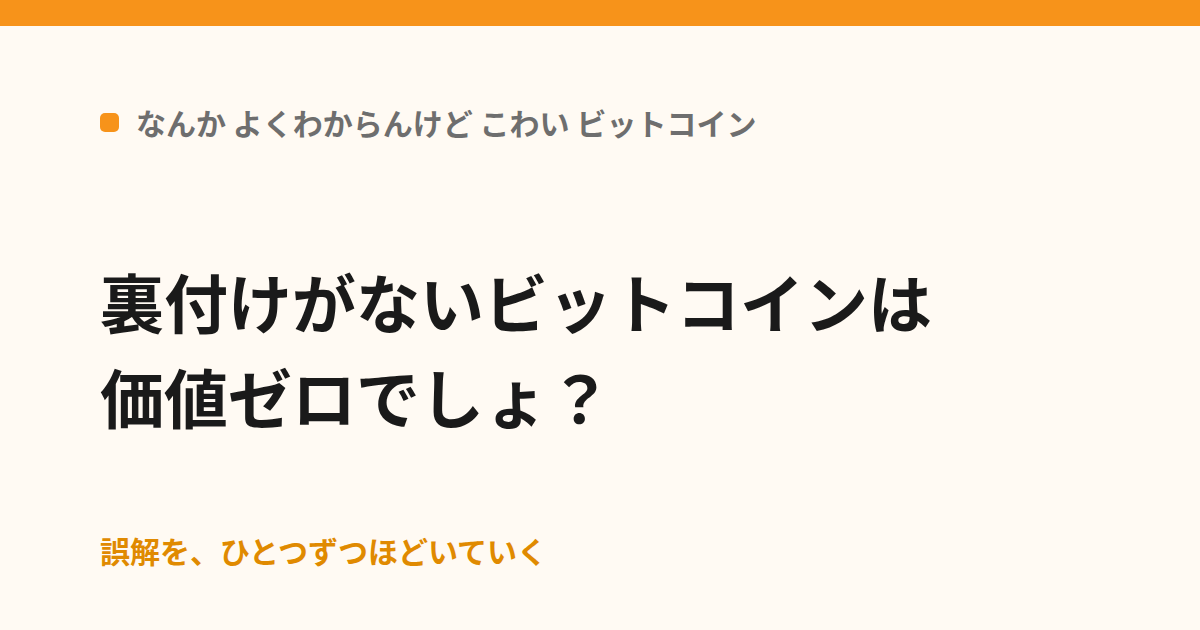 なんか よくわからんけど こわい ビットコイン
裏付けがないビットコインは
価値ゼロでしょ？
誤解を、ひとつずつほどいていく